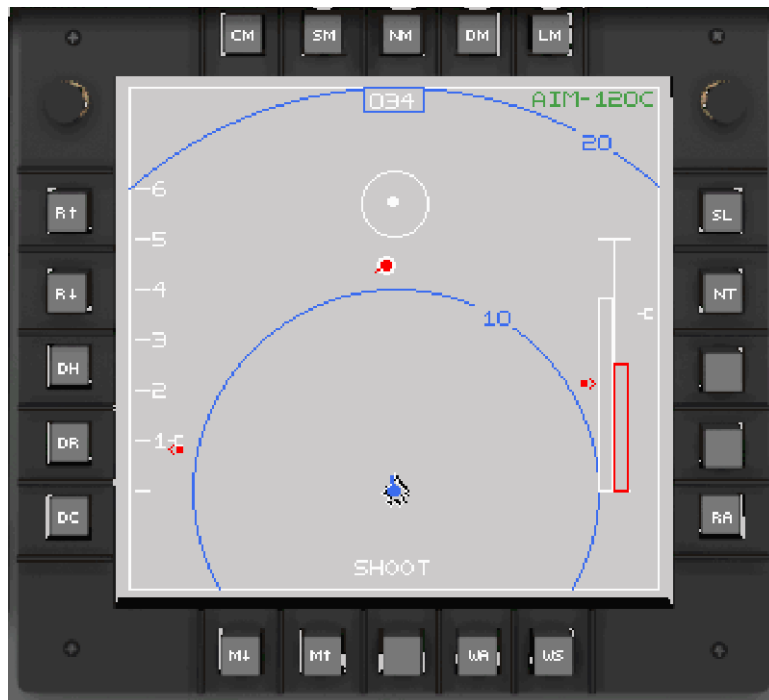 CM SM NM DM LM
034 AIM-120C
20
6
R↑ 5 SL
4
R↓ 10 NT
3
DH 2
DR 1
DC RA
SHOOT
M↓ M↑ WA WS